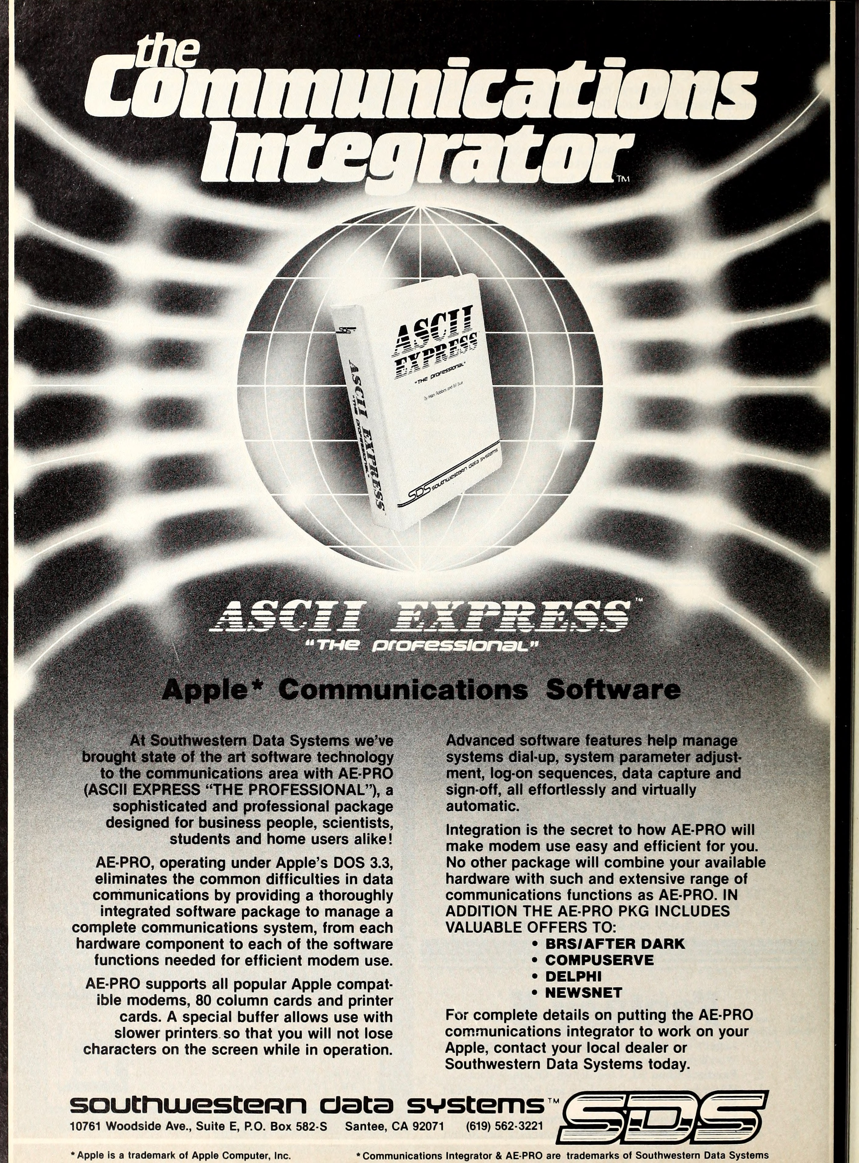 the
Communications
Integrator™
SDS
ASCII EXPRESS
ASCII
EXPRESS
"THE professional"
SDS southwestern data systems
ASCII EXPRESS™
"THE professional"
Apple* Communications Software
At Southwestern Data Systems we've
brought state of the art software technology
to the communications area with AE-PRO
(ASCII EXPRESS "THE PROFESSIONAL"), a
sophisticated and professional package
designed for business people, scientists,
students and home users alike!
AE-PRO, operating under Apple's DOS 3.3,
eliminates the common difficulties in data
communications by providing a thoroughly
integrated software package to manage a
complete communications system, from each
hardware component to each of the software
functions needed for efficient modem use.
AE-PRO supports all popular Apple compat-
ible modems, 80 column cards and printer
cards. A special buffer allows use with
slower printers so that you will not lose
characters on the screen while in operation.
Advanced software features help manage
systems dial-up, system parameter adjust-
ment, log-on sequences, data capture and
sign-off, all effortlessly and virtually
automatic.
Integration is the secret to how AE-PRO will
make modem use easy and efficient for you.
No other package will combine your available
hardware with such and extensive range of
communications functions as AE-PRO. IN
ADDITION THE AE-PRO PKG INCLUDES
VALUABLE OFFERS TO:
• BRS/AFTER DARK
• COMPUSERVE
• DELPHI
• NEWSNET
For complete details on putting the AE-PRO
communications integrator to work on your
Apple, contact your local dealer or
Southwestern Data Systems today.
southwestern data systems™ SDS
10761 Woodside Ave., Suite E, P.O. Box 582-S Santee, CA 92071 (619) 562-3221
*Apple is a trademark of Apple Computer, Inc. *Communications Integrator & AE-PRO are trademarks of Southwestern Data Systems